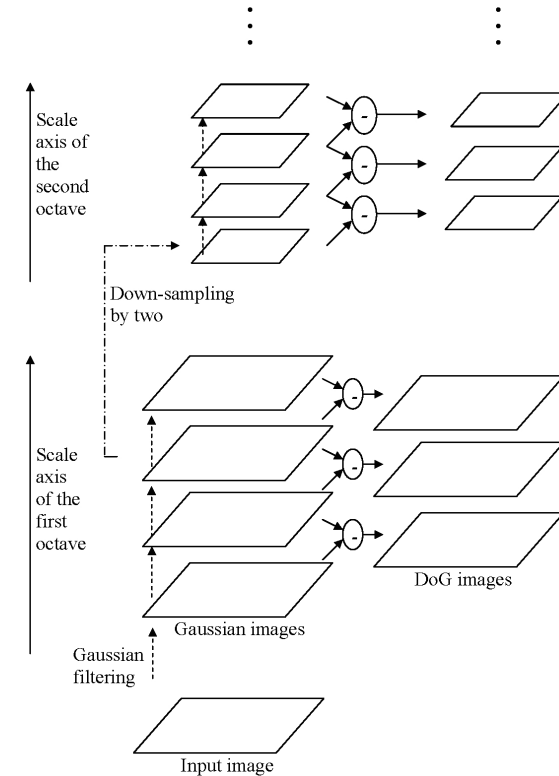 Scale
axis of
the
second
octave
-
-
-
Down-sampling
by two
Scale
axis
of the
first
octave
-
-
-
DoG images
Gaussian images
Gaussian
filtering
Input image